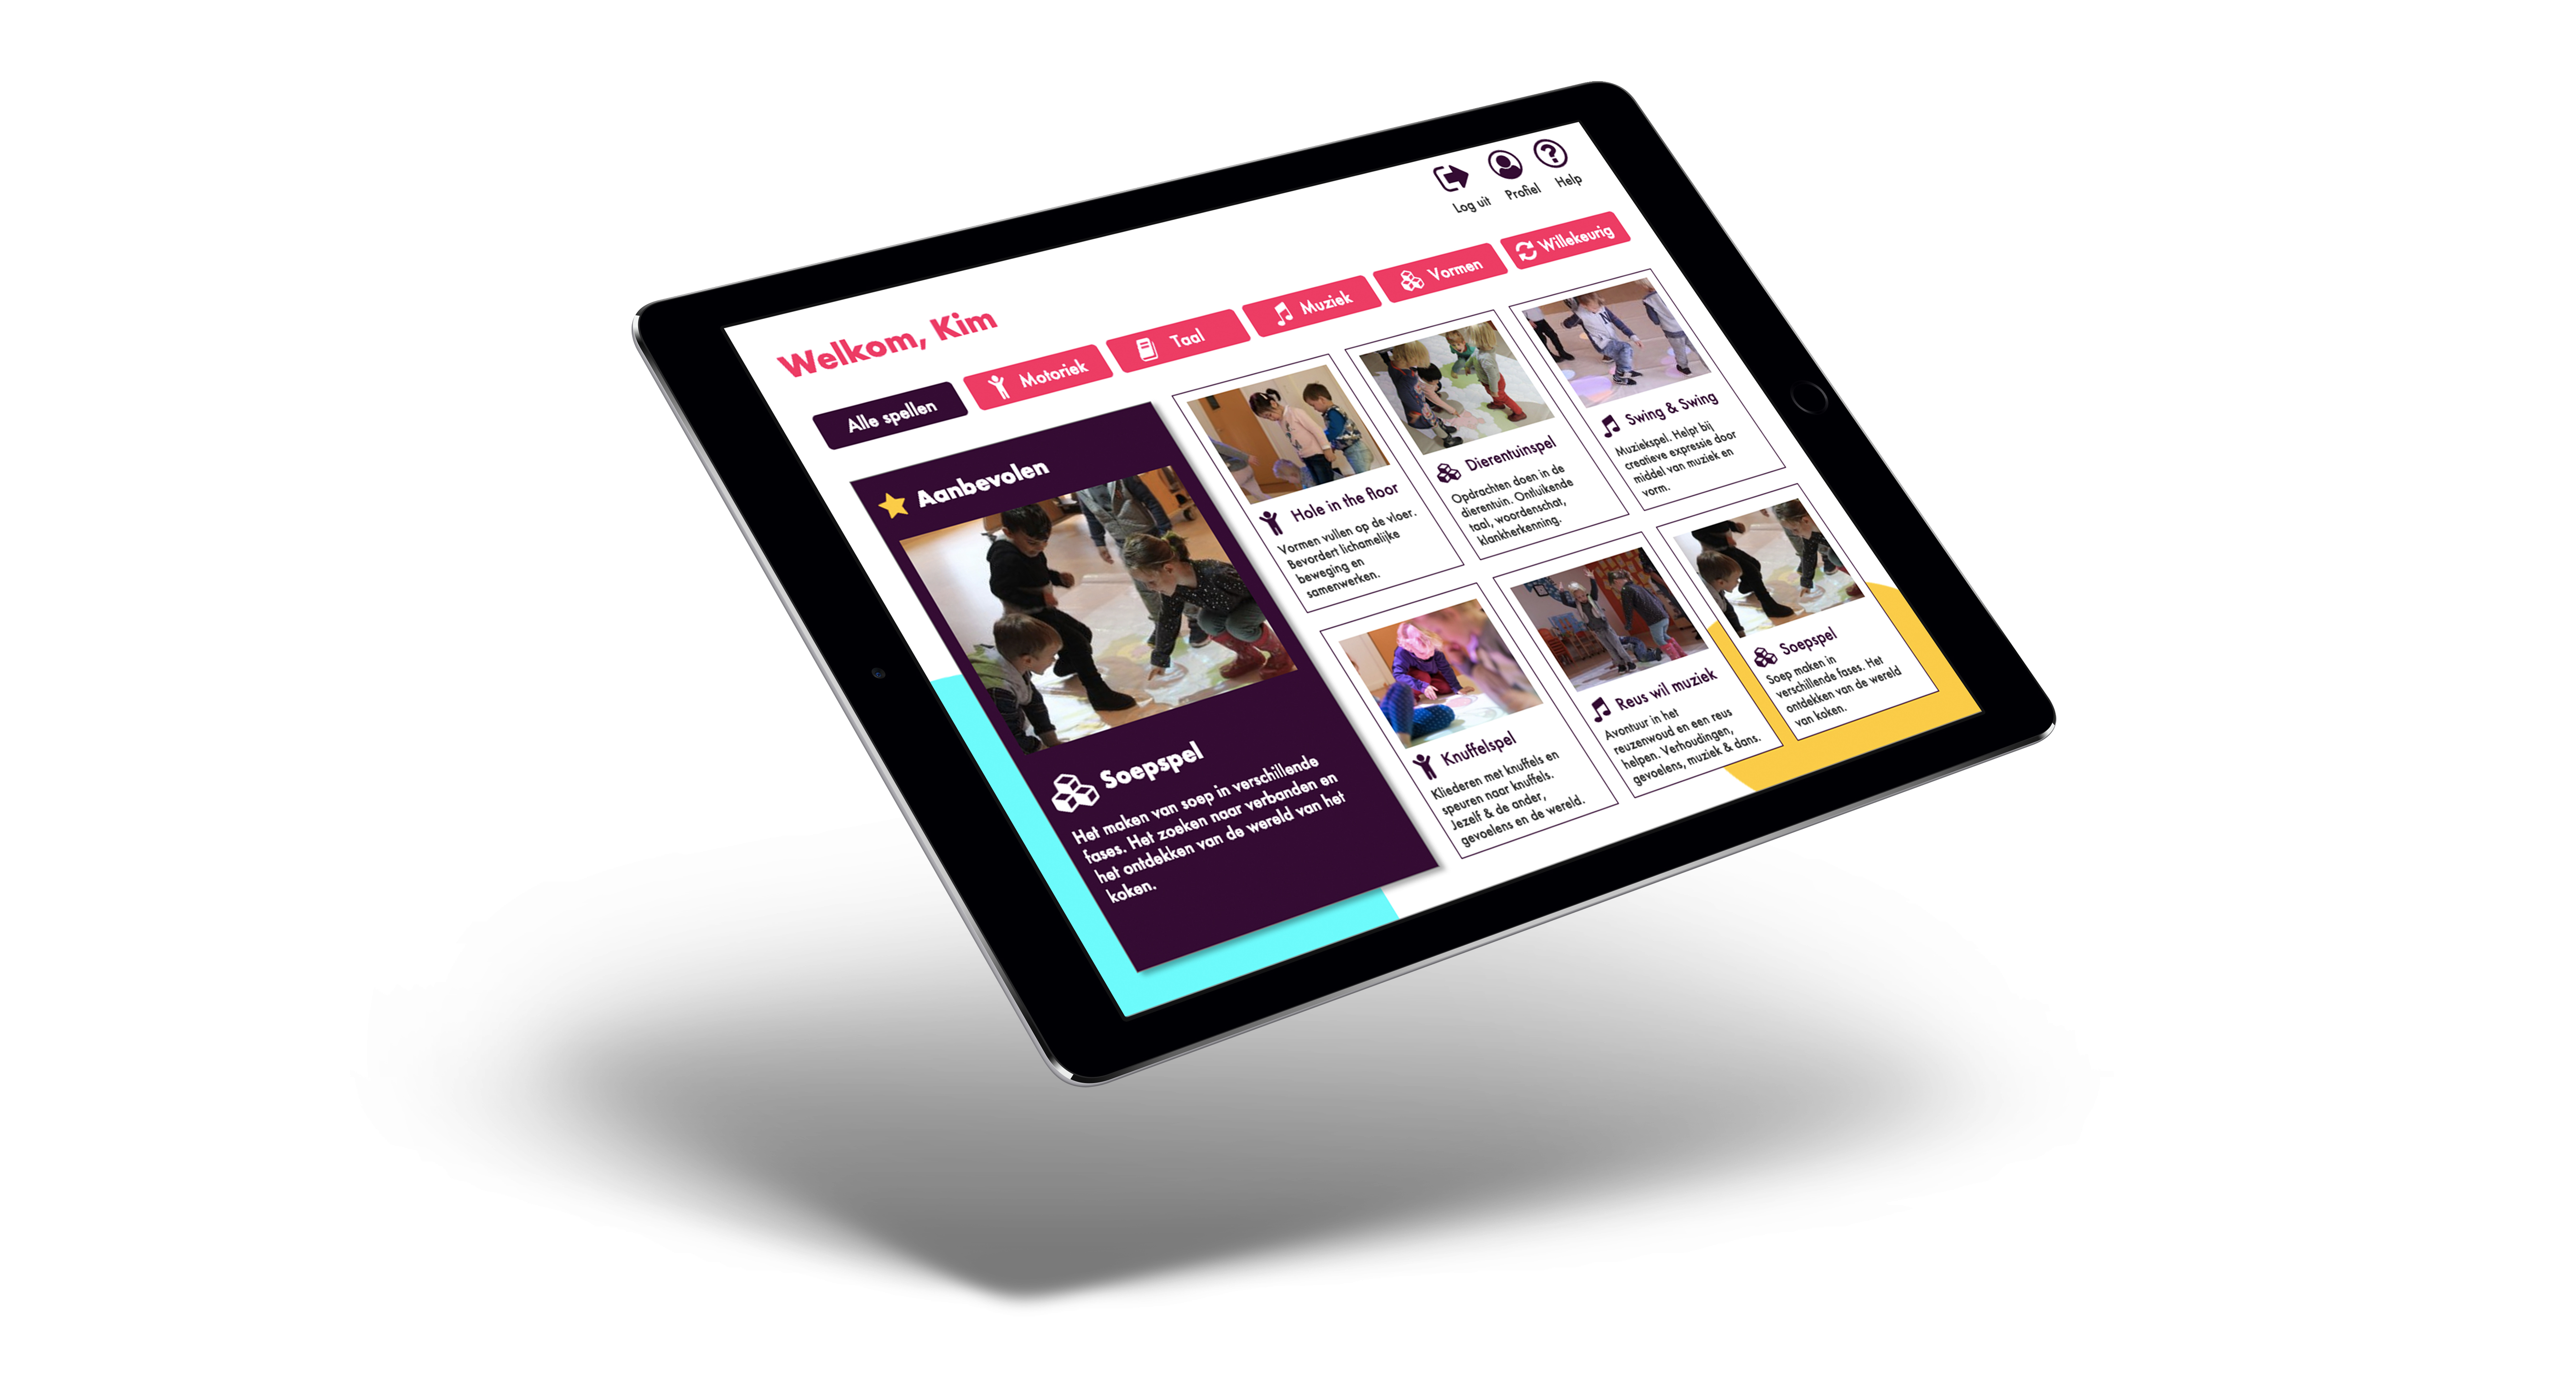 Log uit
Profiel
Help
Welkom, Kim
Alle spellen
Motoriek
Taal
Muziek
Vormen
Willekeurig
Aanbevolen
Soepspel
Het maken van soep in verschillende
fases. Het zoeken naar verbanden en
het ontdekken van de wereld van het
koken.
Hole in the floor
Vormen vullen op de vloer.
Bevordert lichamelijke
beweging en
samenwerken.
Dierentuinspel
Opdrachten doen in de
dierentuin. Ontluikende
taal, woordenschat,
klankherkenning.
Swing & Swing
Muziekspel. Helpt bij
creatieve expressie door
middel van muziek en
vorm.
Knuffelspel
Kliederen met knuffels en
speuren naar knuffels.
Jezelf & de ander,
gevoelens en de wereld.
Reus wil muziek
Avontuur in het
reuzenwoud en een reus
helpen. Verhoudingen,
gevoelens, muziek & dans.
Soepspel
Soep maken in
verschillende fases. Het
ontdekken van de wereld
van koken.